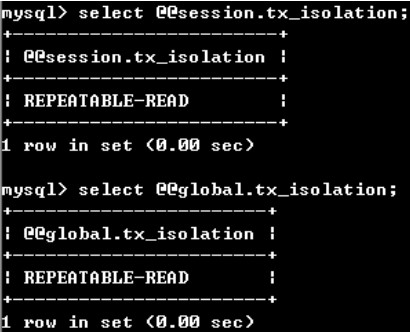 mysql> select @@session.tx_isolation;
+------------------------+
| @@session.tx_isolation |
+------------------------+
| REPEATABLE-READ        |
+------------------------+
1 row in set (0.00 sec)

mysql> select @@global.tx_isolation;
+-----------------------+
| @@global.tx_isolation |
+-----------------------+
| REPEATABLE-READ       |
+-----------------------+
1 row in set (0.00 sec)